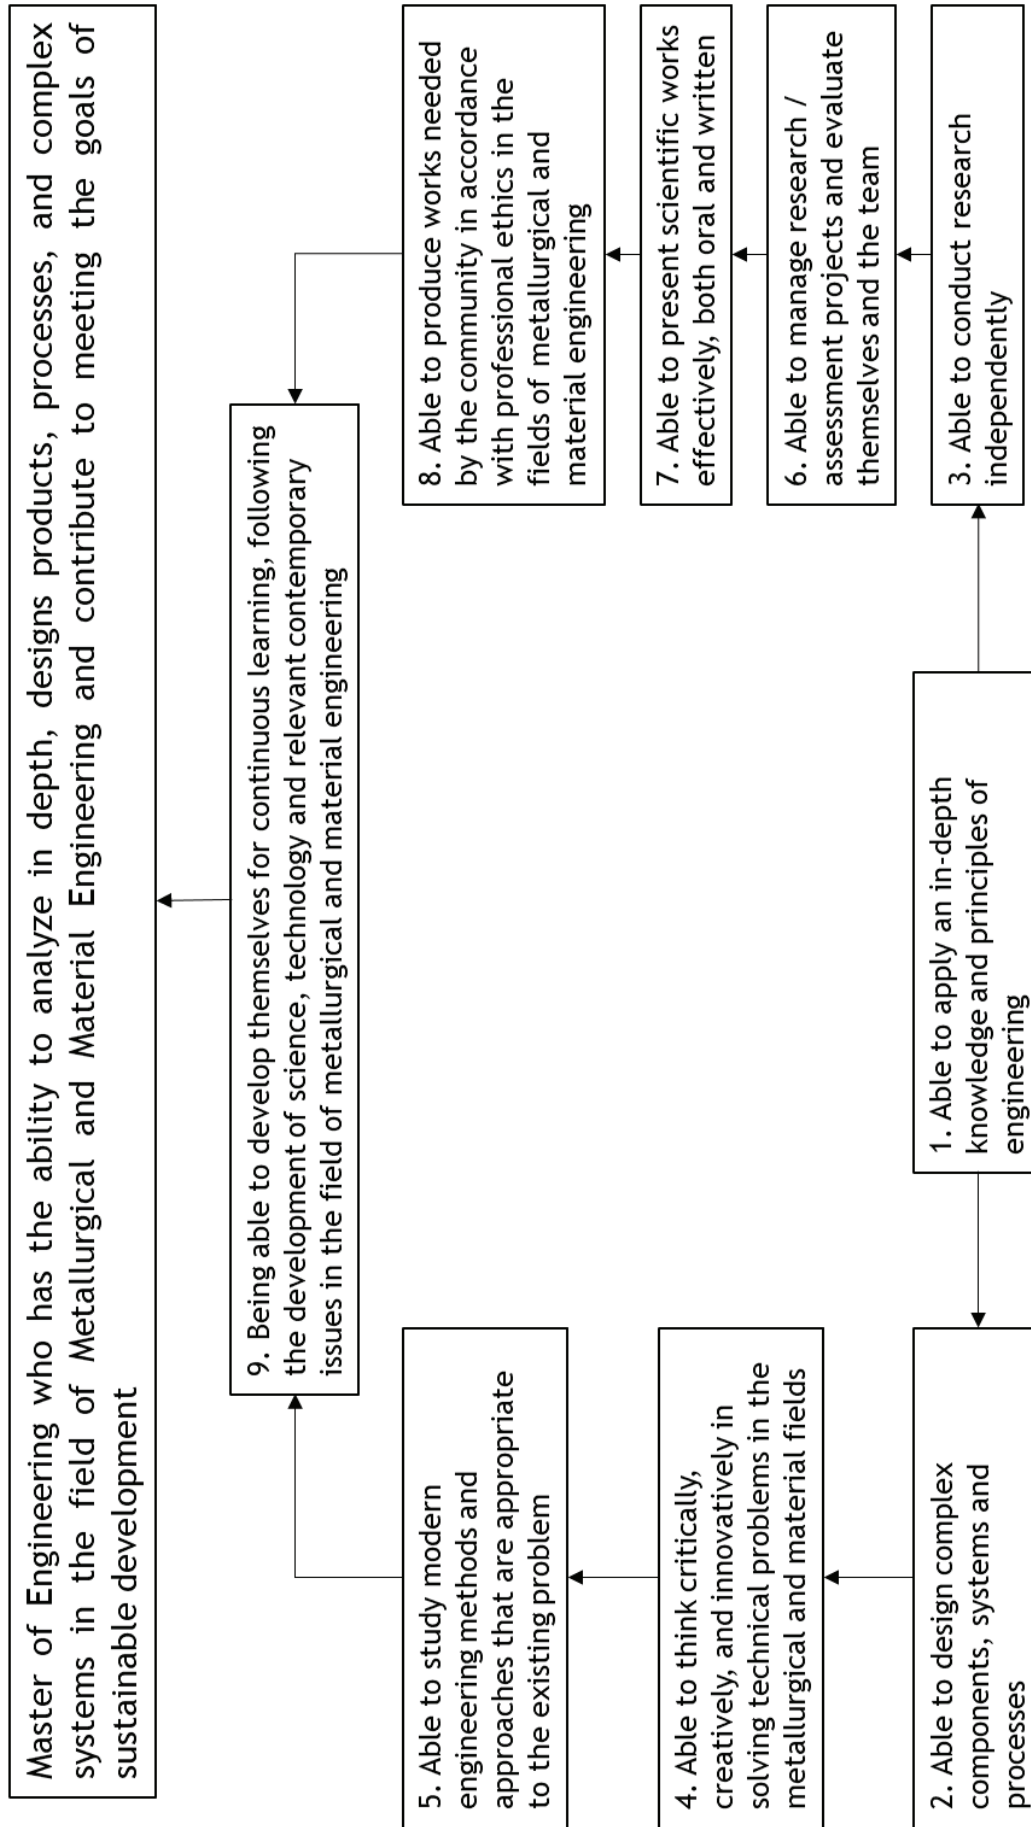 Master of Engineering who has the ability to analyze in depth, designs products, processes, and complex
systems in the field of Metallurgical and Material Engineering and contribute to meeting the goals of
sustainable development
9. Being able to develop themselves for continuous learning, following
the development of science, technology and relevant contemporary
issues in the field of metallurgical and material engineering
5. Able to study modern
engineering methods and
approaches that are appropriate
to the existing problem
8. Able to produce works needed
by the community in accordance
with professional ethics in the
fields of metallurgical and
material engineering
4. Able to think critically,
creatively, and innovatively in
solving technical problems in the
metallurgical and material fields
7. Able to present scientific works
effectively, both oral and written
6. Able to manage research /
assessment projects and evaluate
themselves and the team
2. Able to design complex
components, systems and
processes
1. Able to apply an in-depth
knowledge and principles of
engineering
3. Able to conduct research
independently